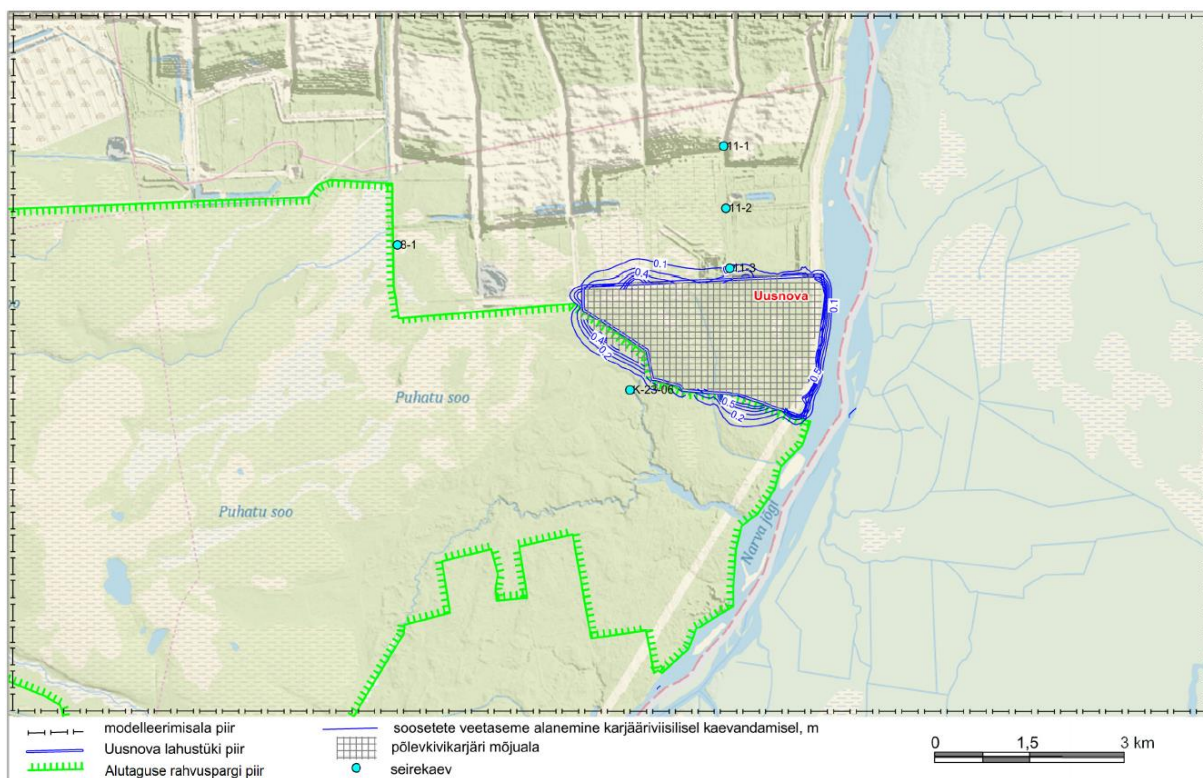 11-1
11-2
8-1
11-3
0.1
0.4
Uusnova
0.1
0.4
0.2
K-23-06
0.5
0.5
0.2
Puhatu soo
Puhatu soo
Narva jõgi
modelleerimisala piir
Uusnova lahustüki piir
Alutaguse rahvuspargi piir
soosetete veetaseme alanemine karjääriviisilisel kaevandamisel, m
põlevkivikarjäri mõjuala
seirekaev
0 1,5 3 km